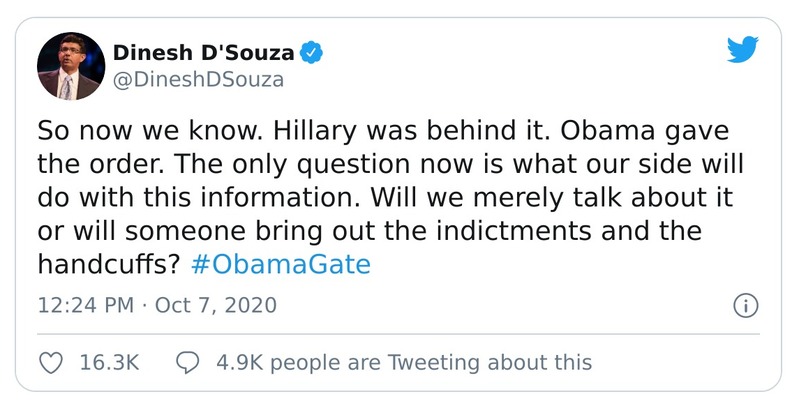 Dinesh D'Souza
@DineshDSouza
So now we know. Hillary was behind it. Obama gave
the order. The only question now is what our side will
do with this information. Will we merely talk about it
or will someone bring out the indictments and the
handcuffs? #ObamaGate
12:24 PM · Oct 7, 2020
16.3K 4.9K people are Tweeting about this